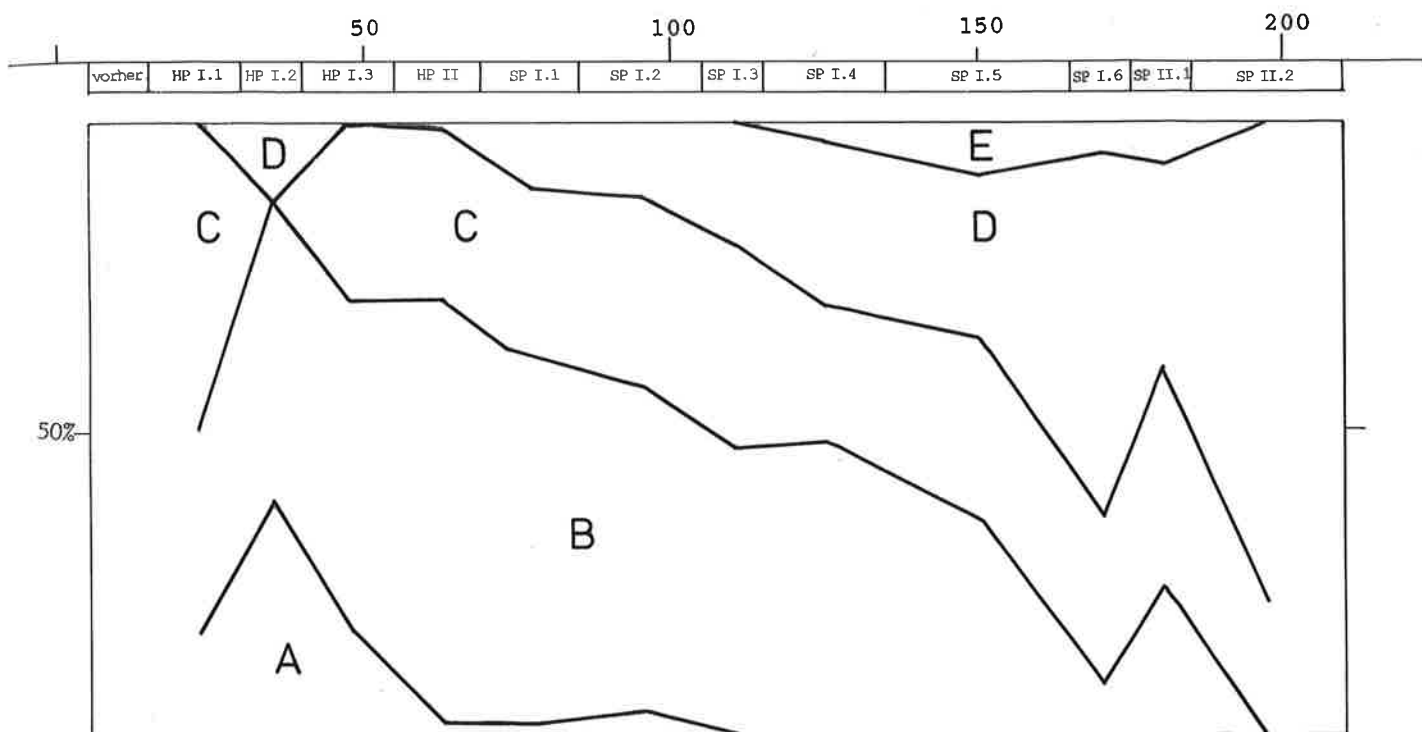 50 100 150 200
vorher HP I.1 HP I.2 HP I.3 HP II SP I.1 SP I.2 SP I.3 SP I.4 SP I.5 SP I.6 SP II.1 SP II.2
D E
C C D
50%
B
A